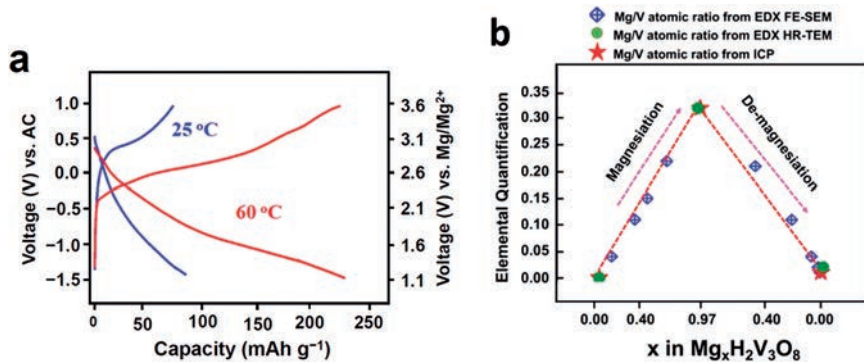 a
Voltage (V) vs. AC
1.0
0.5
0.0
−0.5
−1.0
−1.5
25 °C
60 °C
3.6
3.1
2.6
2.1
1.6
1.1
Voltage (V) vs. Mg/Mg2+
0 50 100 150 200 250
Capacity (mAh g–1)
b
Mg/V atomic ratio from EDX FE-SEM
Mg/V atomic ratio from EDX HR-TEM
Mg/V atomic ratio from ICP
Elemental Quantification
0.35
0.30
0.25
0.20
0.15
0.10
0.05
0.00
Magnesiation
De-magnesiation
0.00 0.40 0.97 0.40 0.00
x in MgxH2V3O8